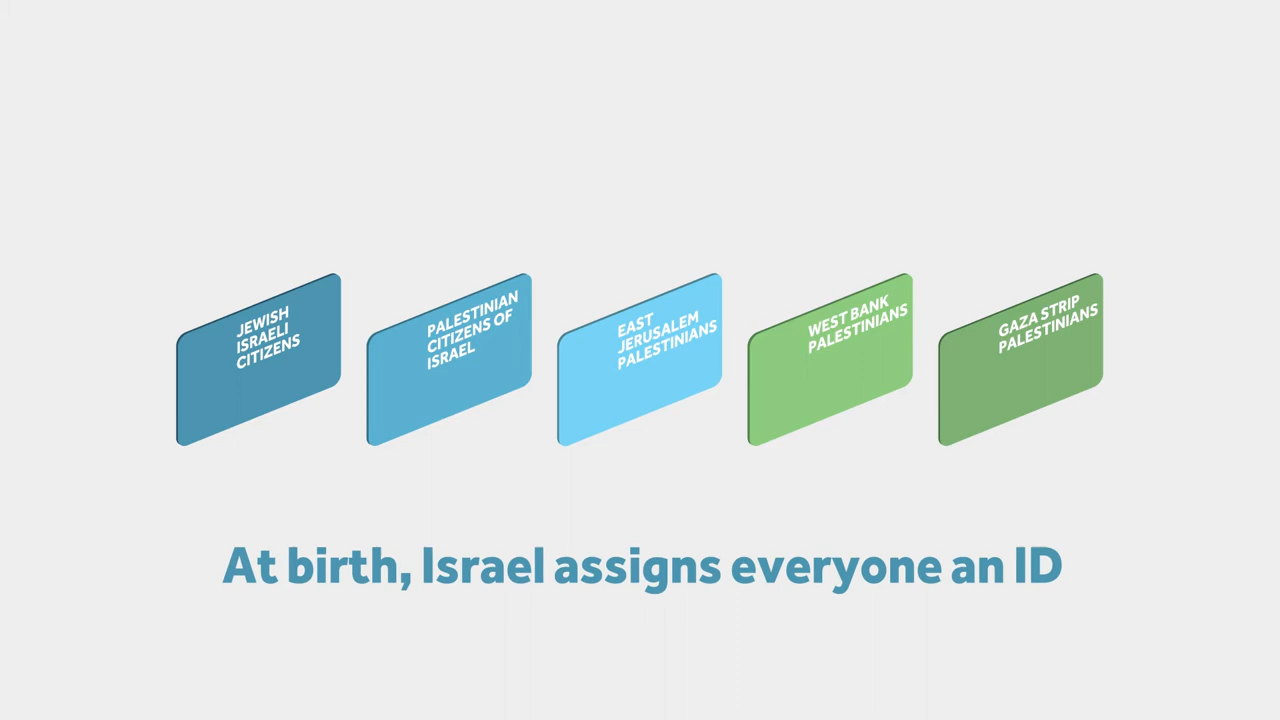 JEWISH
ISRAELI
CITIZENS
PALESTINIAN
CITIZENS OF
ISRAEL
EAST
JERUSALEM
PALESTINIANS
WEST BANK
PALESTINIANS
GAZA STRIP
PALESTINIANS
At birth, Israel assigns everyone an ID